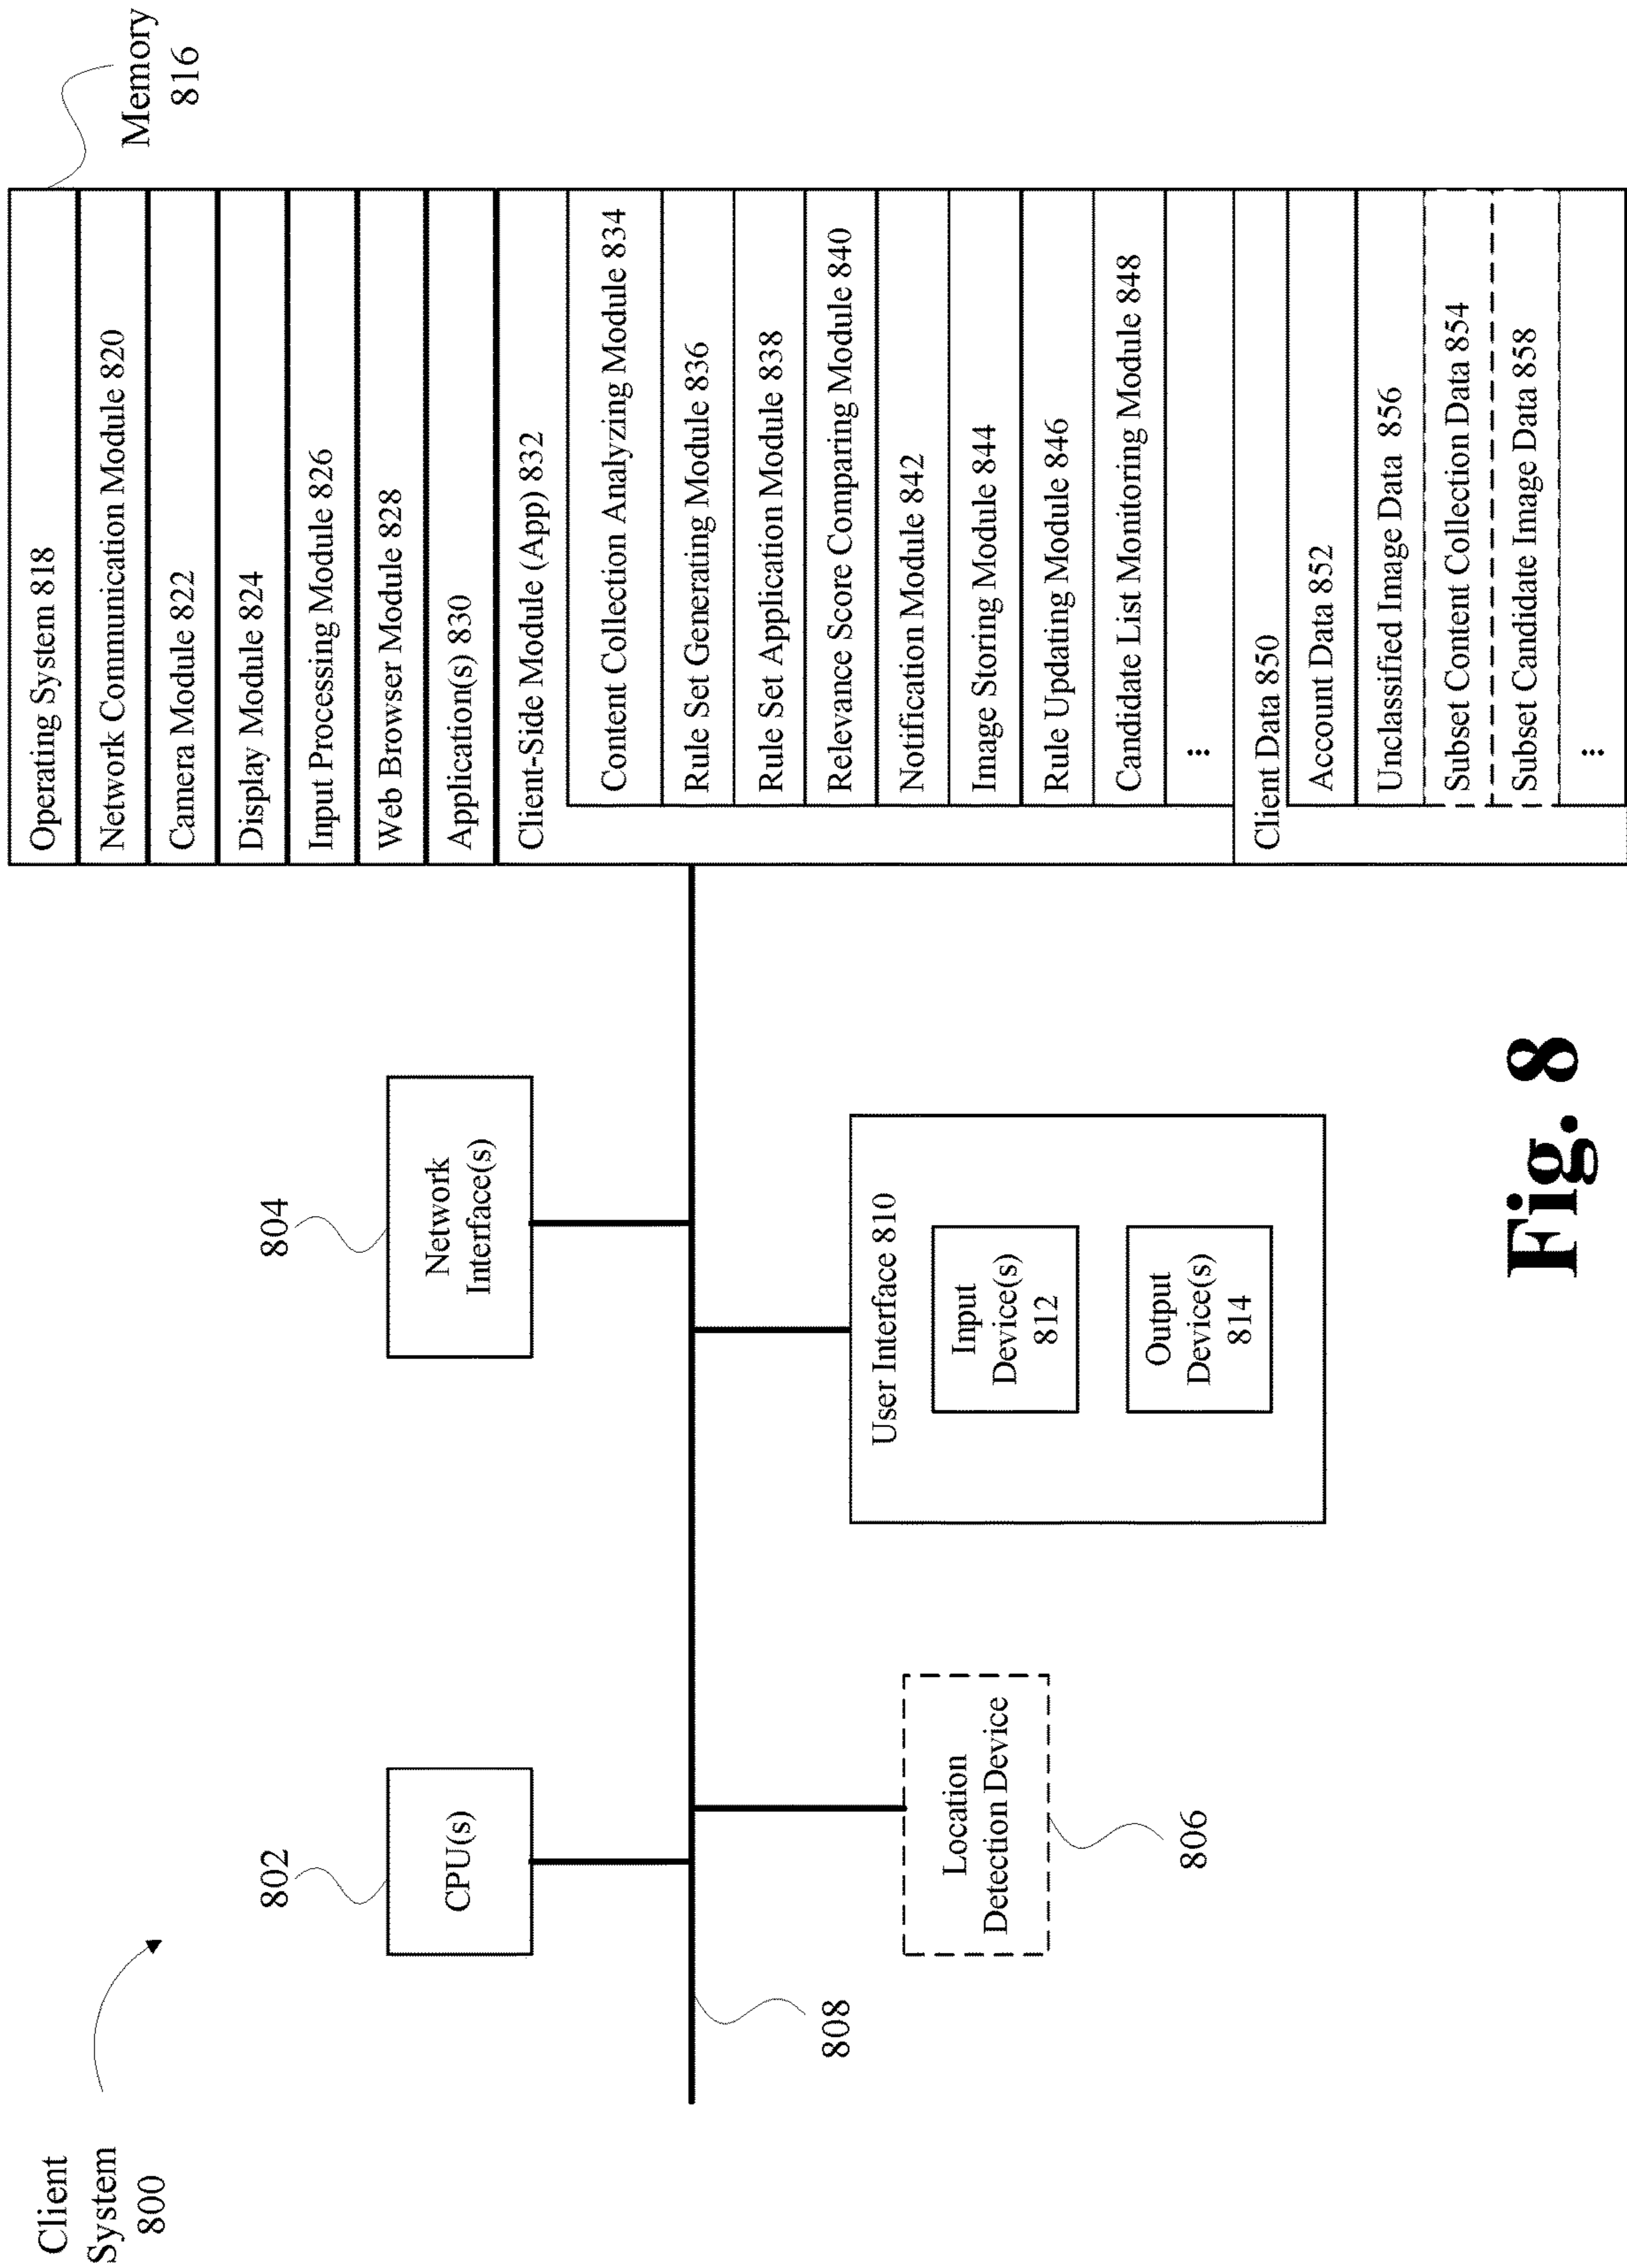 Client
System
800
802
CPU(s)
804
Network
Interface(s)
808
Location
Detection Device
806
User Interface 810
Input
Device(s)
812
Output
Device(s)
814
Memory
816
Operating System 818
Network Communication Module 820
Camera Module 822
Display Module 824
Input Processing Module 826
Web Browser Module 828
Application(s) 830
Client-Side Module (App) 832
Content Collection Analyzing Module 834
Rule Set Generating Module 836
Rule Set Application Module 838
Relevance Score Comparing Module 840
Notification Module 842
Image Storing Module 844
Rule Updating Module 846
Candidate List Monitoring Module 848
...
Client Data 850
Account Data 852
Unclassified Image Data 856
Subset Content Collection Data 854
Subset Candidate Image Data 858
...
Fig. 8